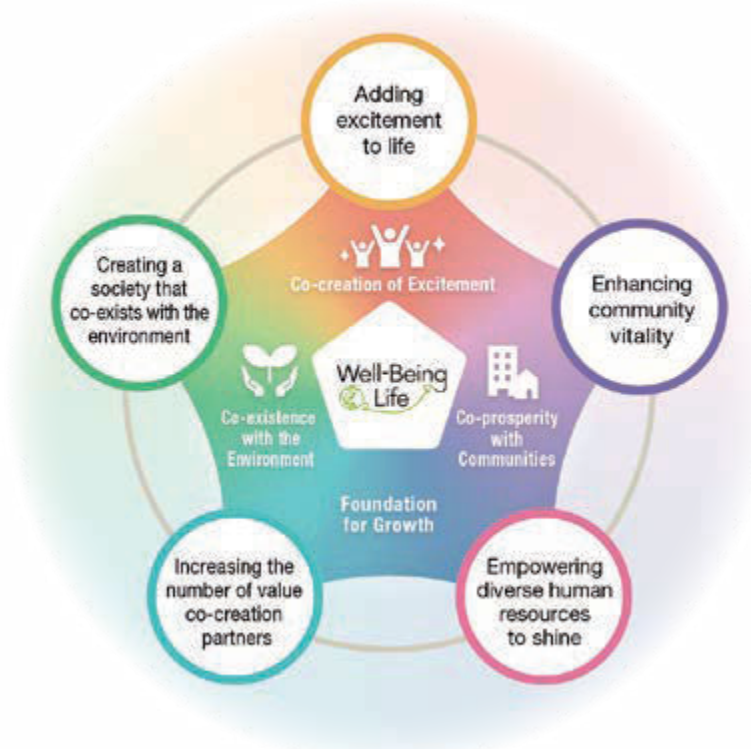 Adding
excitement
to life
Co-creation of Excitement
Creating a
society that
co-exists with the
environment
Enhancing
community
vitality
Well-Being
Life
Co-existence
with the
Environment
Co-prosperity
with
Communities
Foundation
for Growth
Increasing the
number of value
co-creation
partners
Empowering
diverse human
resources
to shine